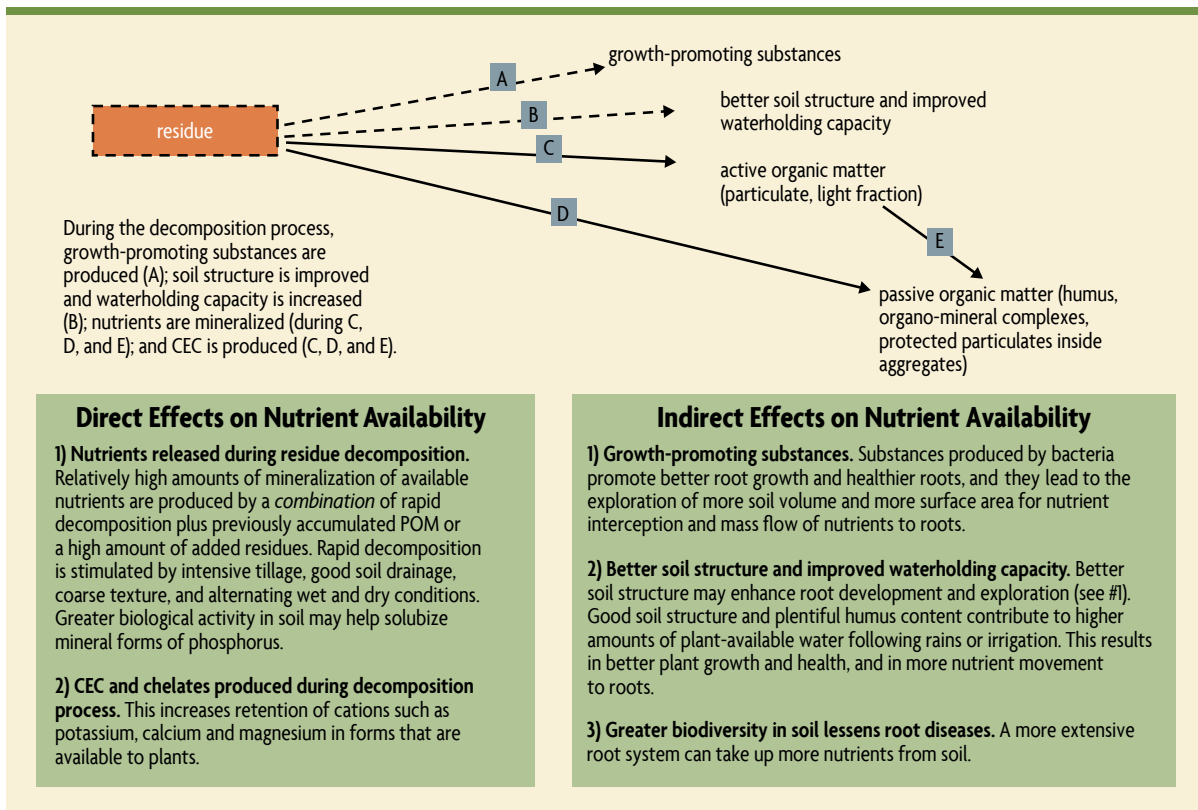 growth-promoting substances
A
better soil structure and improved
waterholding capacity
B
residue
C
active organic matter
(particulate, light fraction)
D
E
During the decomposition process,
growth-promoting substances are
produced (A); soil structure is improved
and waterholding capacity is increased
(B); nutrients are mineralized (during C,
D, and E); and CEC is produced (C, D, and E).
passive organic matter (humus,
organo-mineral complexes,
protected particulates inside
aggregates)
Direct Effects on Nutrient Availability
1) Nutrients released during residue decomposition.
Relatively high amounts of mineralization of available
nutrients are produced by a combination of rapid
decomposition plus previously accumulated POM or
a high amount of added residues. Rapid decomposition
is stimulated by intensive tillage, good soil drainage,
coarse texture, and alternating wet and dry conditions.
Greater biological activity in soil may help solubize
mineral forms of phosphorus.
2) CEC and chelates produced during decomposition
process. This increases retention of cations such as
potassium, calcium and magnesium in forms that are
available to plants.
Indirect Effects on Nutrient Availability
1) Growth-promoting substances. Substances produced by bacteria
promote better root growth and healthier roots, and they lead to the
exploration of more soil volume and more surface area for nutrient
interception and mass flow of nutrients to roots.
2) Better soil structure and improved waterholding capacity. Better
soil structure may enhance root development and exploration (see #1).
Good soil structure and plentiful humus content contribute to higher
amounts of plant-available water following rains or irrigation. This results
in better plant growth and health, and in more nutrient movement
to roots.
3) Greater biodiversity in soil lessens root diseases. A more extensive
root system can take up more nutrients from soil.